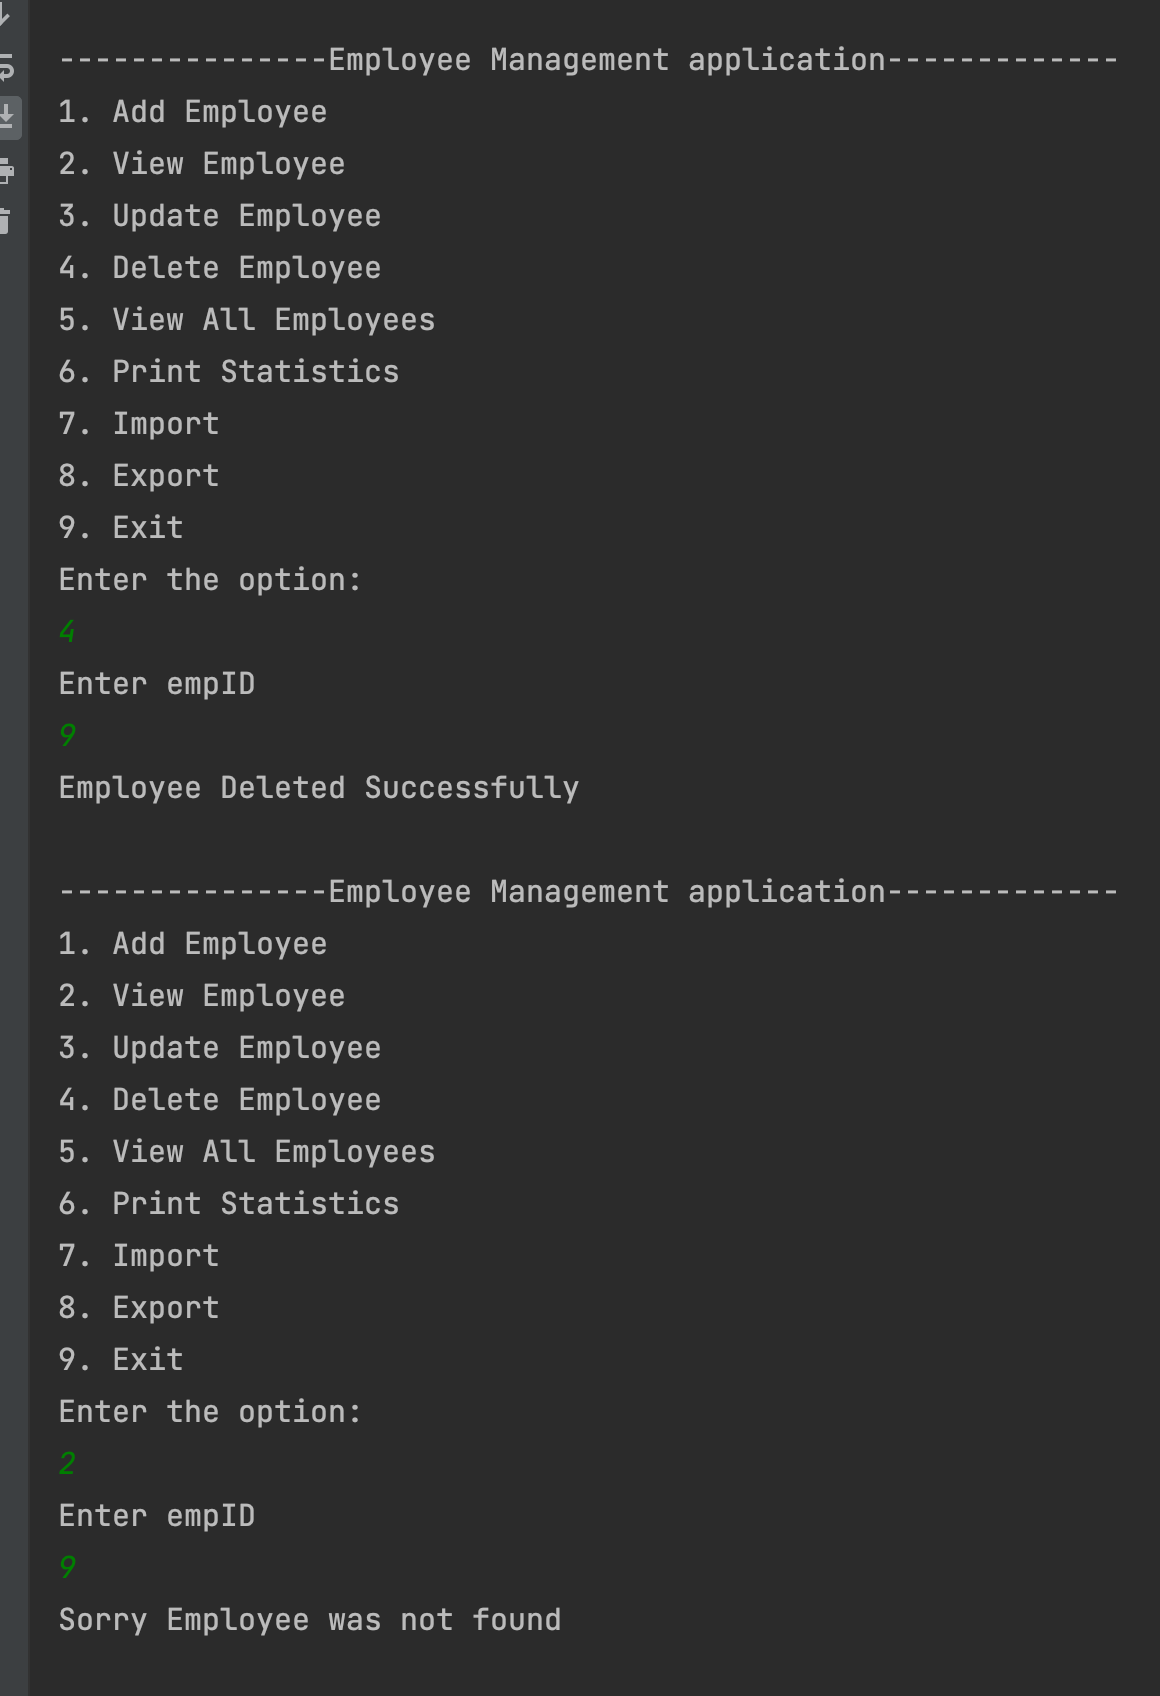 ---------------Employee Management application-------------
1. Add Employee
2. View Employee
3. Update Employee
4. Delete Employee
5. View All Employees
6. Print Statistics
7. Import
8. Export
9. Exit
Enter the option:
4
Enter empID
9
Employee Deleted Successfully
---------------Employee Management application-------------
1. Add Employee
2. View Employee
3. Update Employee
4. Delete Employee
5. View All Employees
6. Print Statistics
7. Import
8. Export
9. Exit
Enter the option:
2
Enter empID
9
Sorry Employee was not found